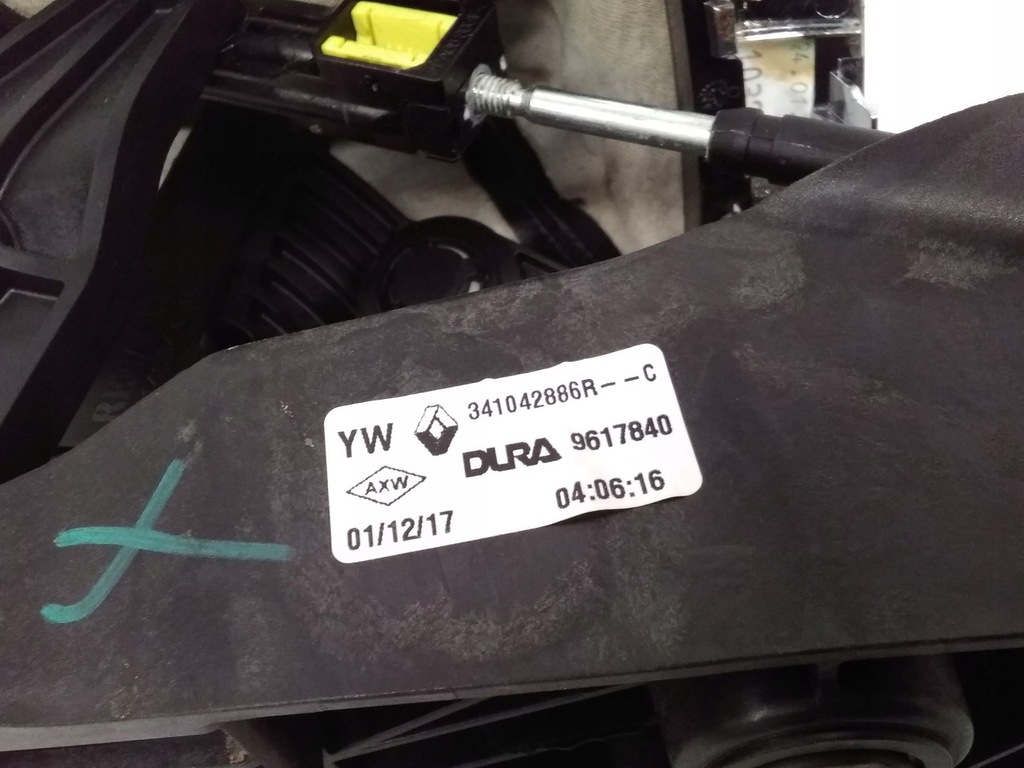 YW 341042886R--C
DURA 9617840
AXW
01/12/17 04:06:16